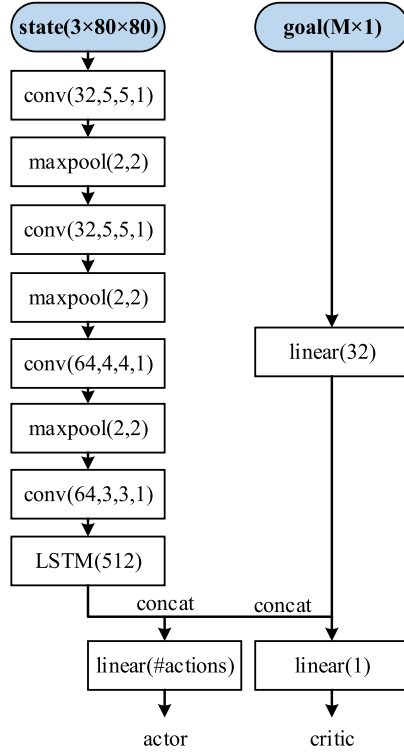 state(3×80×80)
goal(M×1)
conv(32,5,5,1)
maxpool(2,2)
conv(32,5,5,1)
maxpool(2,2)
linear(32)
conv(64,4,4,1)
maxpool(2,2)
conv(64,3,3,1)
LSTM(512)
concat
concat
linear(#actions)
linear(1)
actor
critic